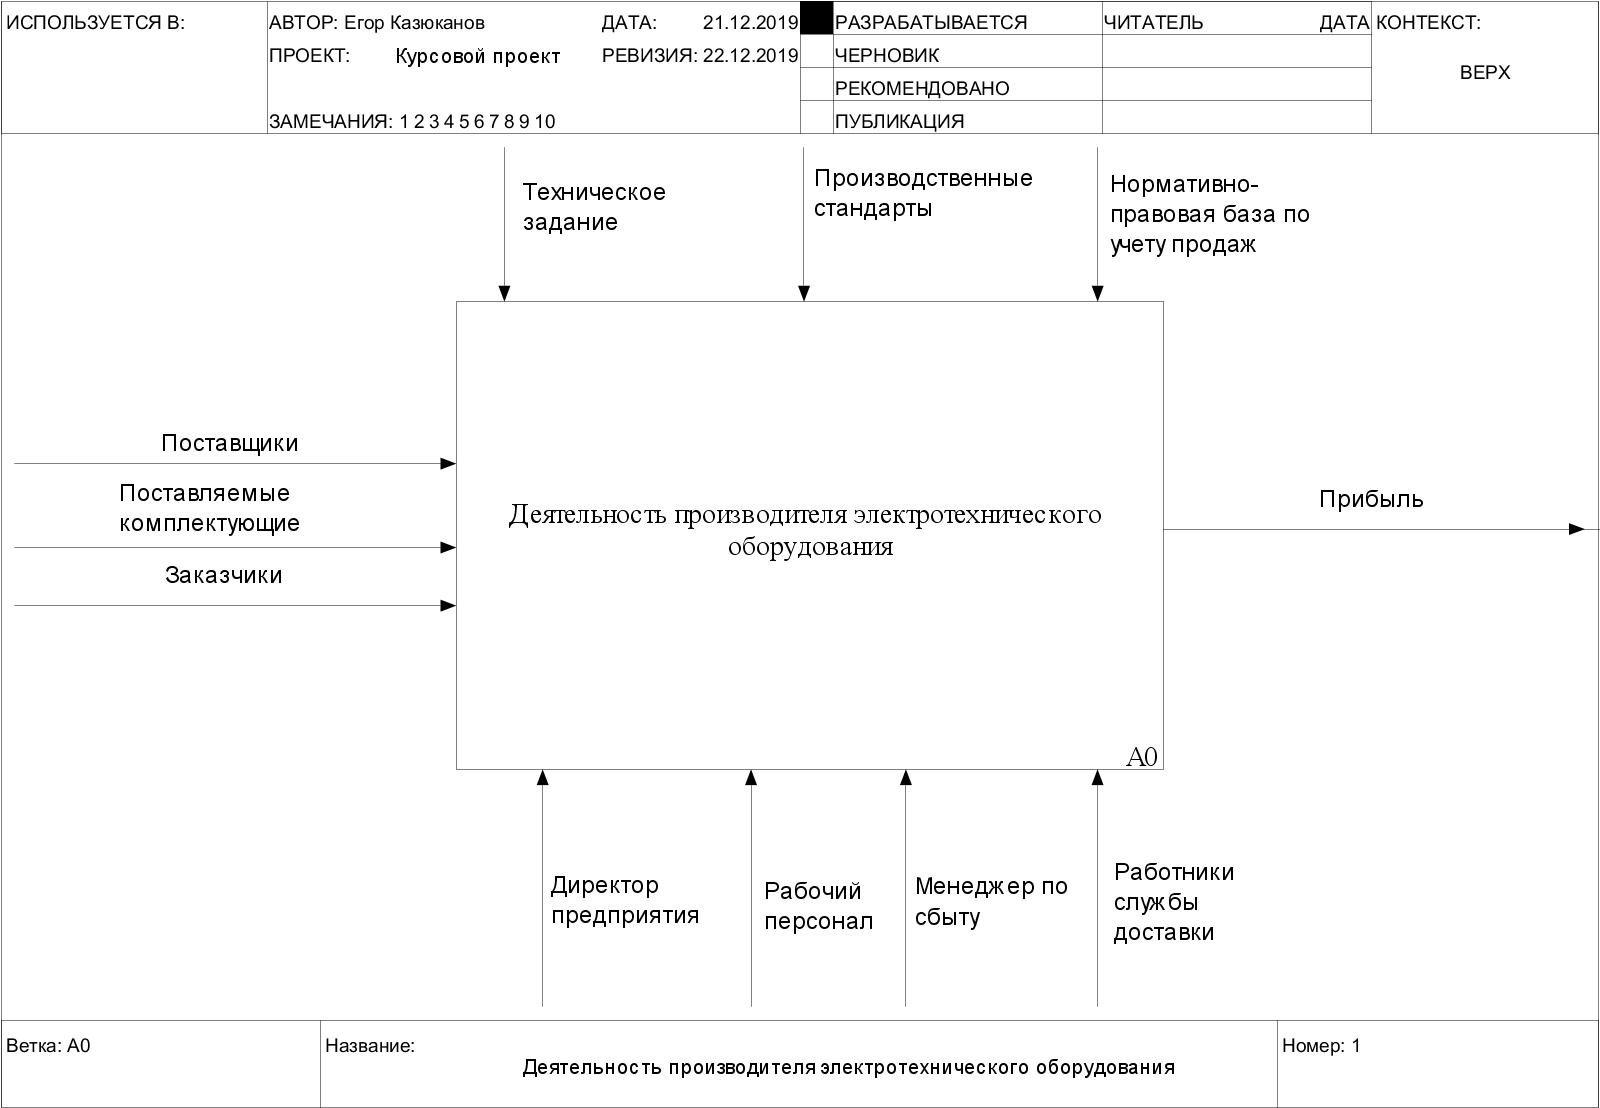 ИСПОЛЬЗУЕТСЯ В:
АВТОР: Егор Казюканов
ДАТА: 21.12.2019
ПРОЕКТ: Курсовой проект
РЕВИЗИЯ: 22.12.2019
ЗАМЕЧАНИЯ: 1 2 3 4 5 6 7 8 9 10
РАЗРАБАТЫВАЕТСЯ
ЧЕРНОВИК
РЕКОМЕНДОВАНО
ПУБЛИКАЦИЯ
ЧИТАТЕЛЬ
ДАТА
КОНТЕКСТ:
ВЕРХ
Техническое
задание
Производственные
стандарты
Нормативно-
правовая база по
учету продаж
Поставщики
Поставляемые
комплектующие
Заказчики
Деятельность производителя электротехнического
оборудования
A0
Прибыль
Директор
предприятия
Рабочий
персонал
Менеджер по
сбыту
Работники
службы
доставки
Ветка: A0
Название:
Деятельность производителя электротехнического оборудования
Номер: 1